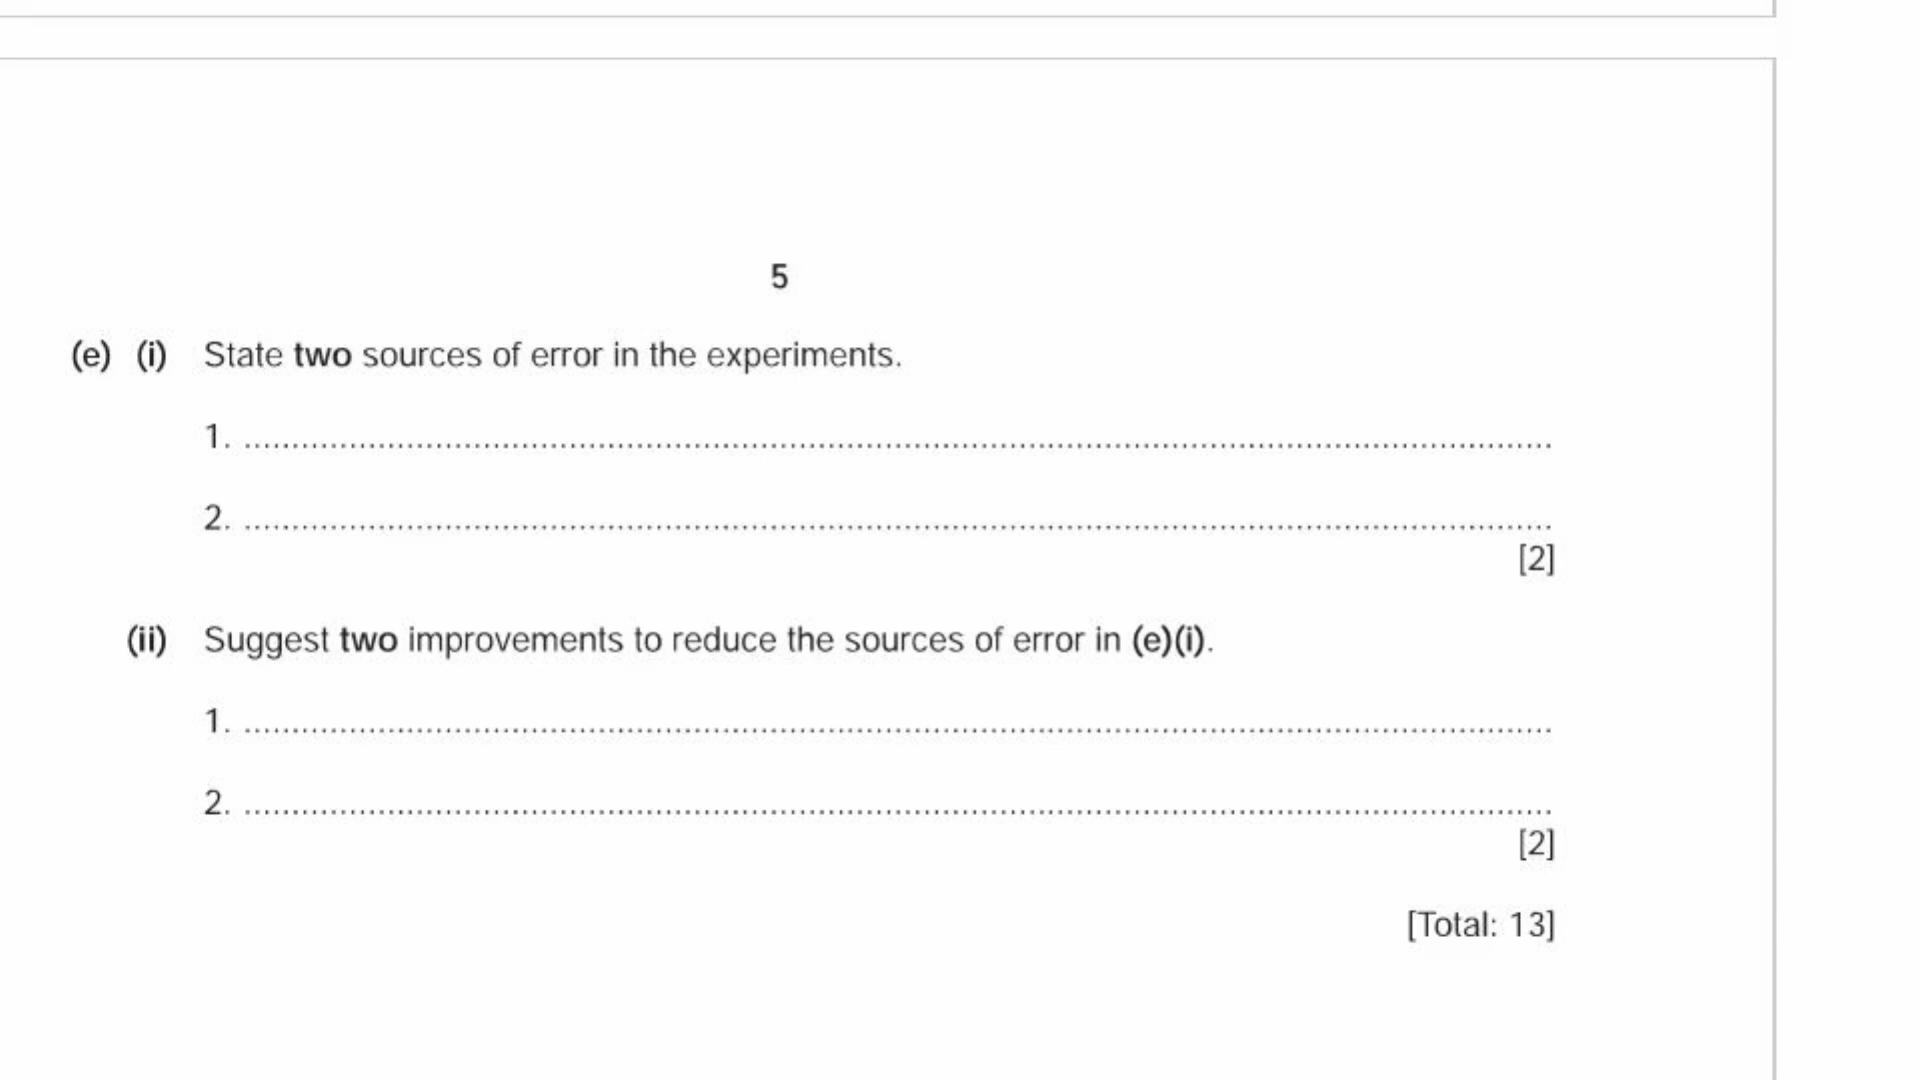 5
(e) (i) State two sources of error in the experiments.
1. ....................................................................................................
2. ....................................................................................................
[2]
(ii) Suggest two improvements to reduce the sources of error in (e)(i).
1. ....................................................................................................
2. ....................................................................................................
[2]
[Total: 13]